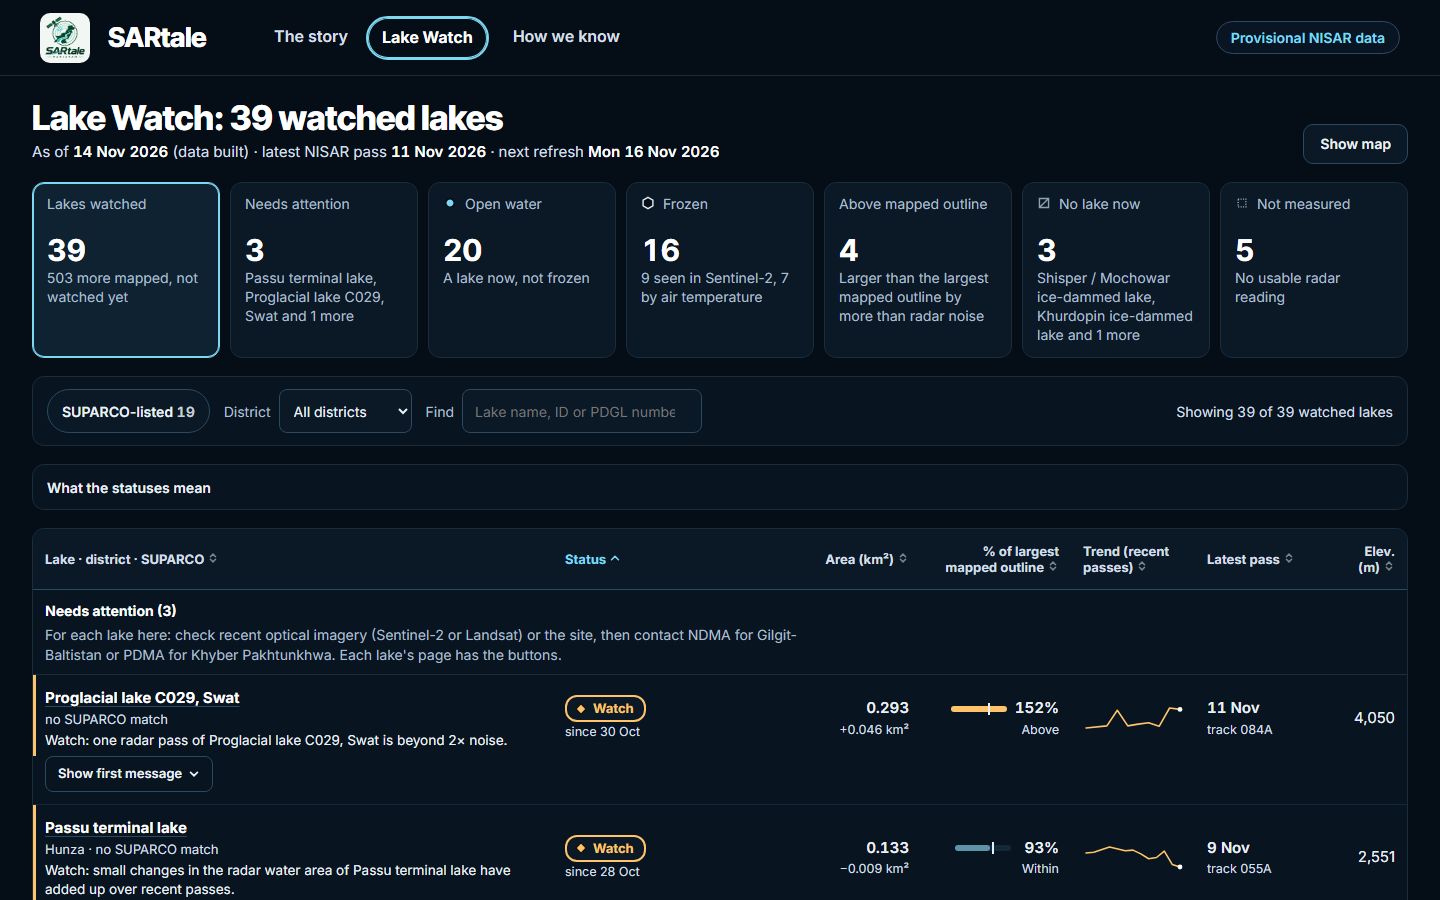 SARtale
SARtale
The story
Lake Watch
How we know
Provisional NISAR data
Lake Watch: 39 watched lakes
As of 14 Nov 2026 (data built) · latest NISAR pass 11 Nov 2026 · next refresh Mon 16 Nov 2026
Show map
Lakes watched
39
503 more mapped, not
watched yet
Needs attention
3
Passu terminal lake,
Proglacial lake C029,
Swat and 1 more
Open water
20
A lake now, not frozen
Frozen
16
9 seen in Sentinel-2, 7
by air temperature
Above mapped outline
4
Larger than the largest
mapped outline by
more than radar noise
No lake now
3
Shisper / Mochowar
ice-dammed lake,
Khurdopin ice-dammed
lake and 1 more
Not measured
5
No usable radar
reading
SUPARCO-listed 19
District
All districts
Find
Lake name, ID or PDGL numbe
Showing 39 of 39 watched lakes
What the statuses mean
Lake · district · SUPARCO
Status
Area (km²)
% of largest
mapped outline
Trend (recent
passes)
Latest pass
Elev.
(m)
Needs attention (3)
For each lake here: check recent optical imagery (Sentinel-2 or Landsat) or the site, then contact NDMA for Gilgit-
Baltistan or PDMA for Khyber Pakhtunkhwa. Each lake's page has the buttons.
Proglacial lake C029, Swat
no SUPARCO match
Watch: one radar pass of Proglacial lake C029, Swat is beyond 2× noise.
Show first message
Watch
since 30 Oct
0.293
+0.046 km²
152%
Above
11 Nov
track 084A
4,050
Passu terminal lake
Hunza · no SUPARCO match
Watch: small changes in the radar water area of Passu terminal lake have
added up over recent passes.
Watch
since 28 Oct
0.133
−0.009 km²
93%
Within
9 Nov
track 055A
2,551